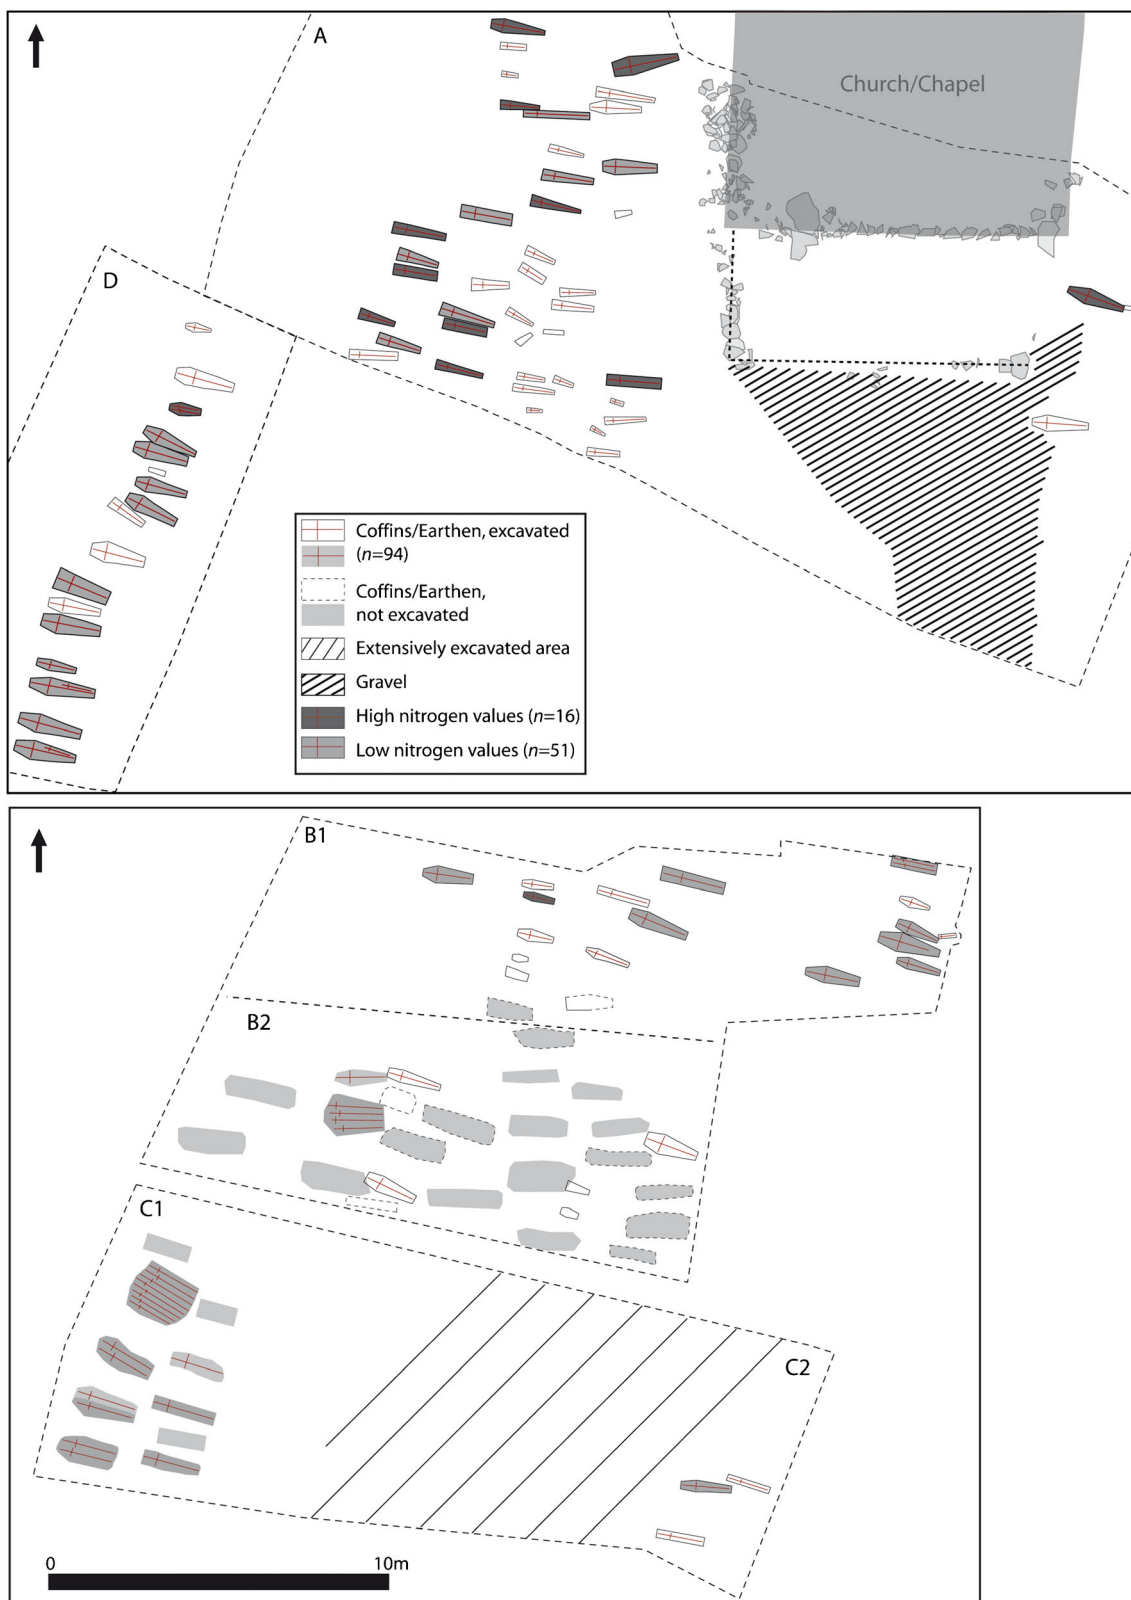 A
Church/Chapel
D
Coffins/Earthen, excavated
(n=94)
Coffins/Earthen,
not excavated
Extensively excavated area
Gravel
High nitrogen values (n=16)
Low nitrogen values (n=51)
B1
B2
C1
C2
0 10m